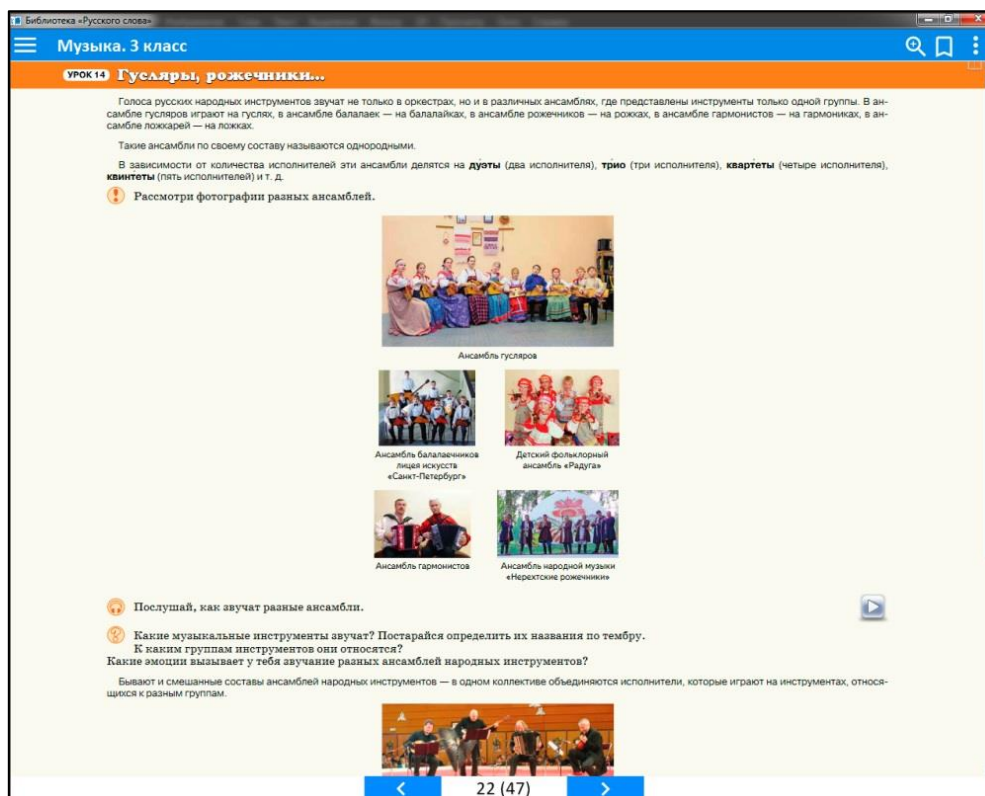 Библиотека «Русского слова»
Музыка. 3 класс
УРОК 14 Гусляры, рожечники...
Голоса русских народных инструментов звучат не только в оркестрах, но и в различных ансамблях, где представлены инструменты только одной группы. В ан-
самбле гусляров играют на гуслях, в ансамбле балалаек — на балалайках, в ансамбле рожечников — на рожках, в ансамбле гармонистов — на гармониках, в ан-
самбле ложкарей — на ложках.
Такие ансамбли по своему составу называются однородными.
В зависимости от количества исполнителей эти ансамбли делятся на дуэты (два исполнителя), трио (три исполнителя), квартеты (четыре исполнителя),
квинтеты (пять исполнителей) и т. д.
Рассмотри фотографии разных ансамблей.
Ансамбль гусляров
Ансамбль балалаечников
лицея искусств
«Санкт-Петербург»
Детский фольклорный
ансамбль «Радуга»
Ансамбль гармонистов
Ансамбль народной музыки
«Нерехтские рожечники»
Послушай, как звучат разные ансамбли.
Какие музыкальные инструменты звучат? Постарайся определить их названия по тембру.
К каким группам инструментов они относятся?
Какие эмоции вызывает у тебя звучание разных ансамблей народных инструментов?
Бывают и смешанные составы ансамблей народных инструментов — в одном коллективе объединяются исполнители, которые играют на инструментах, относя-
щихся к разным группам.
22 (47)